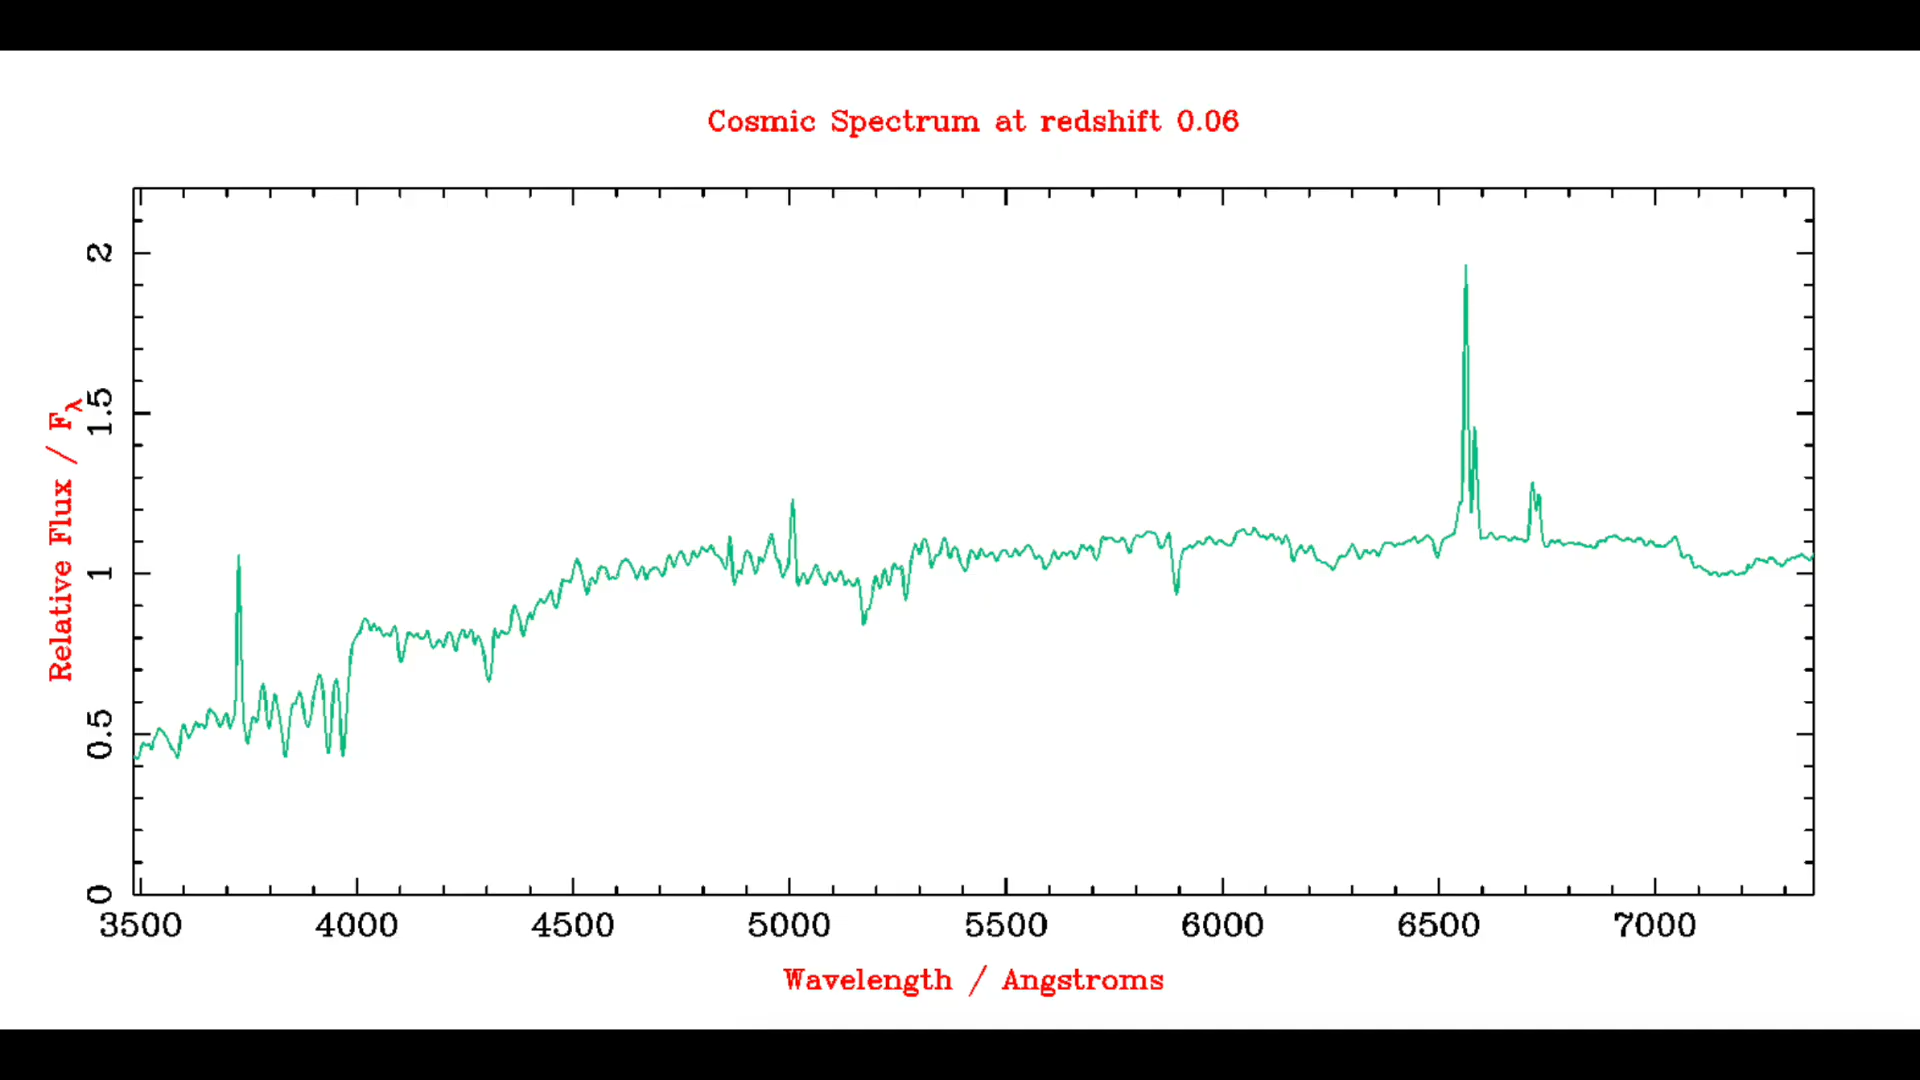 Cosmic Spectrum at redshift 0.06
Relative Flux / Fλ
2
1.5
1
0.5
0
3500 4000 4500 5000 5500 6000 6500 7000
Wavelength / Angstroms